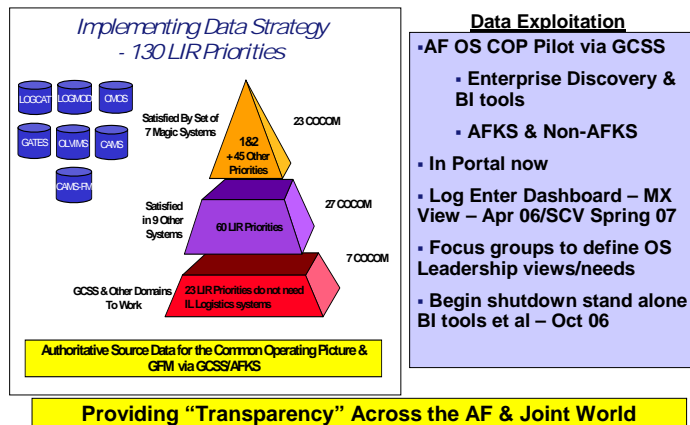 Implementing Data Strategy
- 130 LIR Priorities
LOGCAT
LOGMOD
CMOS
GATES
OLVIMS
CAMS
CAMS-FM
Satisfied By Set of
7 Magic Systems
1&2
+ 45 Other
Priorities
23 COCOM
Satisfied
in 9 Other
Systems
60 LIR Priorities
27 COCOM
GCSS & Other Domains
To Work
23 LIR Priorities do not need
IL Logistics systems
7 COCOM
Authoritative Source Data for the Common Operating Picture &
GFM via GCSS/AFKS
Data Exploitation
▪AF OS COP Pilot via GCSS
▪ Enterprise Discovery &
BI tools
▪ AFKS & Non-AFKS
▪ In Portal now
▪ Log Enter Dashboard – MX
View – Apr 06/SCV Spring 07
▪ Focus groups to define OS
Leadership views/needs
▪ Begin shutdown stand alone
BI tools et al – Oct 06
Providing “Transparency” Across the AF & Joint World